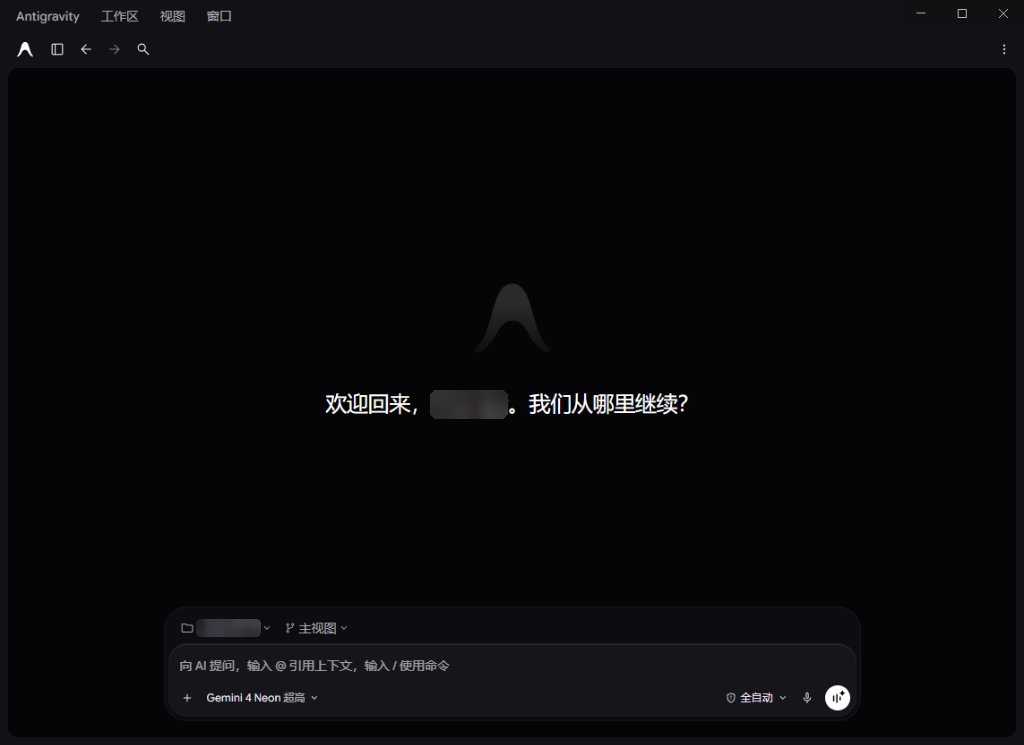 Antigravity 工作区 视图 窗口
欢迎回来， 。我们从哪里继续？
主视图
向 AI 提问，输入 @ 引用上下文，输入 / 使用命令
Gemini 4 Neon 超高 全自动